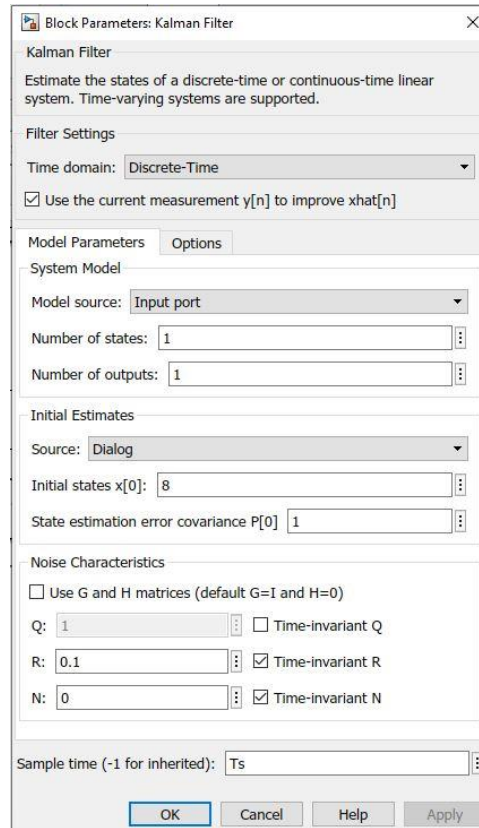 Block Parameters: Kalman Filter
Kalman Filter
Estimate the states of a discrete-time or continuous-time linear
system. Time-varying systems are supported.
Filter Settings
Time domain: Discrete-Time
Use the current measurement y[n] to improve xhat[n]
Model Parameters Options
System Model
Model source: Input port
Number of states: 1
Number of outputs: 1
Initial Estimates
Source: Dialog
Initial states x[0]: 8
State estimation error covariance P[0] 1
Noise Characteristics
Use G and H matrices (default G=I and H=0)
Q: 1 Time-invariant Q
R: 0.1 Time-invariant R
N: 0 Time-invariant N
Sample time (-1 for inherited): Ts
OK Cancel Help Apply